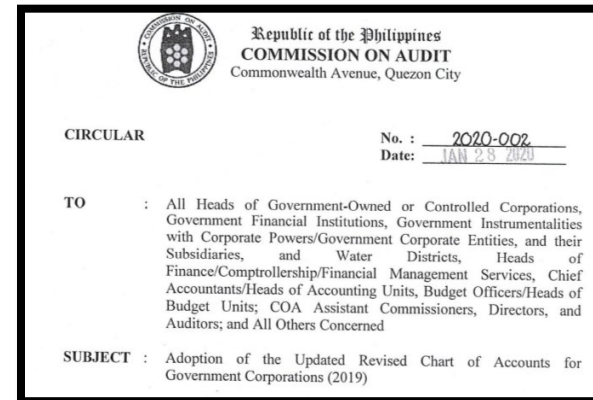 Republic of the Philippines
COMMISSION ON AUDIT
Commonwealth Avenue, Quezon City
CIRCULAR
No. : 2020-002
Date: JAN 28 2020
TO : All Heads of Government-Owned or Controlled Corporations,
Government Financial Institutions, Government Instrumentalities
with Corporate Powers/Government Corporate Entities, and their
Subsidiaries, and Water Districts, Heads of
Finance/Comptrollership/Financial Management Services, Chief
Accountants/Heads of Accounting Units, Budget Officers/Heads of
Budget Units; COA Assistant Commissioners, Directors, and
Auditors; and All Others Concerned
SUBJECT : Adoption of the Updated Revised Chart of Accounts for
Government Corporations (2019)